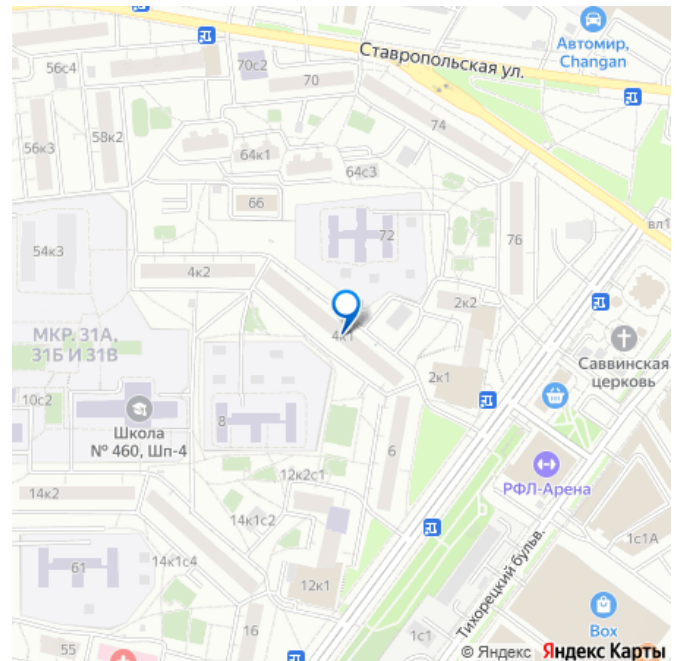 56с4
70с2
70
Ставропольская ул.
Автомир,
Changan
58к2
56к3
74
64к1
64с3
66
54к3
72
76
вл1
4к2
2к2
4к1
МКР. 31А,
31Б И 31В
Саввинская
церковь
2к1
10с2
Школа
№ 460, Шп-4
8
6
РФЛ-Арена
12к2с1
14к2
14к1с2
1с1А
Тихорецкий бульв.
61
14к1с4
12к1
Box
16
1с1
55
© Яндекс Яндекс Карты